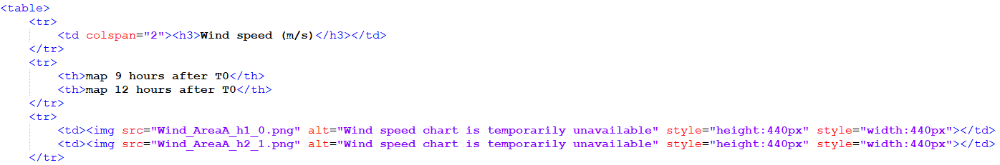 <table>
<tr>
<td colspan="2"><h3>Wind speed (m/s)</h3></td>
</tr>
<tr>
<th>map 9 hours after T0</th>
<th>map 12 hours after T0</th>
</tr>
<tr>
<td><img src="Wind_AreaA_h1_0.png" alt="Wind speed chart is temporarily unavailable" style="height:440px" style="width:440px"></td>
<td><img src="Wind_AreaA_h2_1.png" alt="Wind speed chart is temporarily unavailable" style="height:440px" style="width:440px"></td>
</tr>